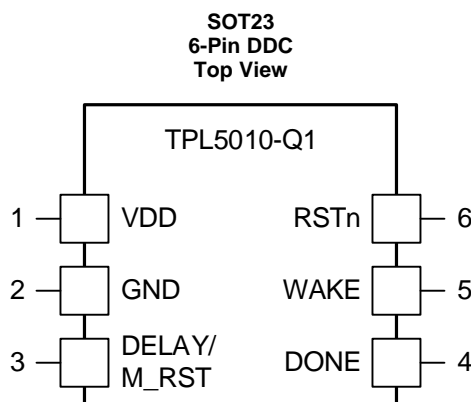 SOT23
6-Pin DDC
Top View
TPL5010-Q1
1 VDD RSTn 6
2 GND WAKE 5
3 DELAY/
M_RST DONE 4